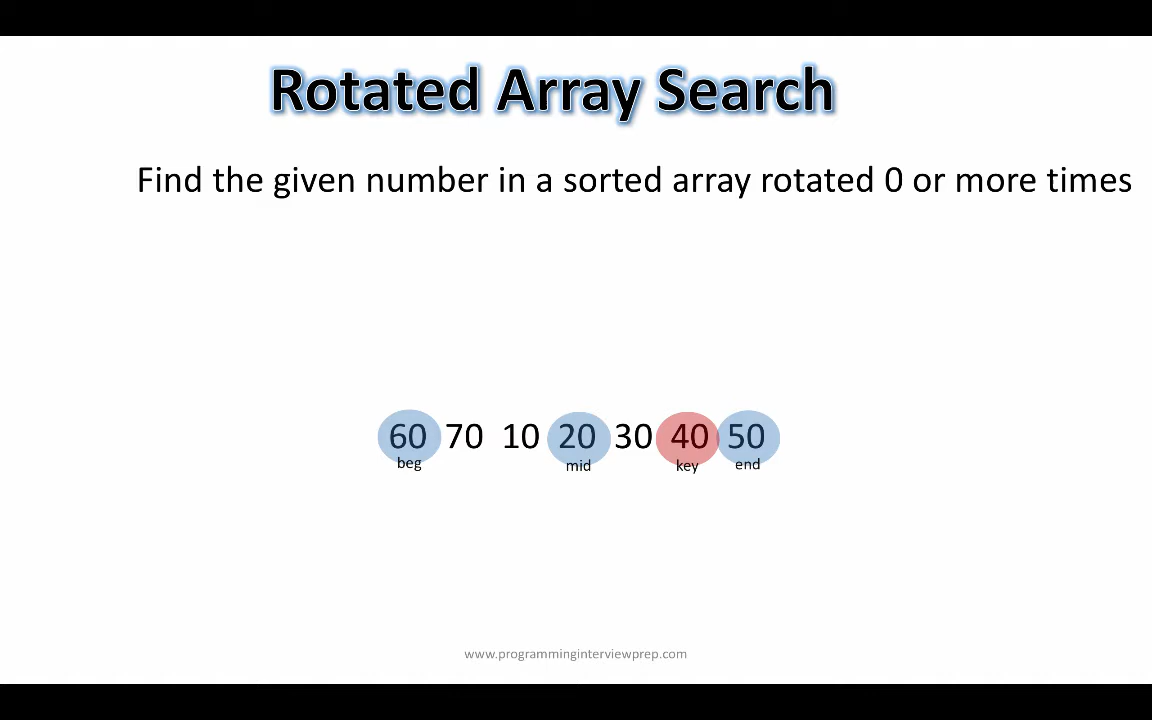 Rotated Array Search
Find the given number in a sorted array rotated 0 or more times
60 70 10 20 30 40 50
beg mid key end
www.programminginterviewprep.com